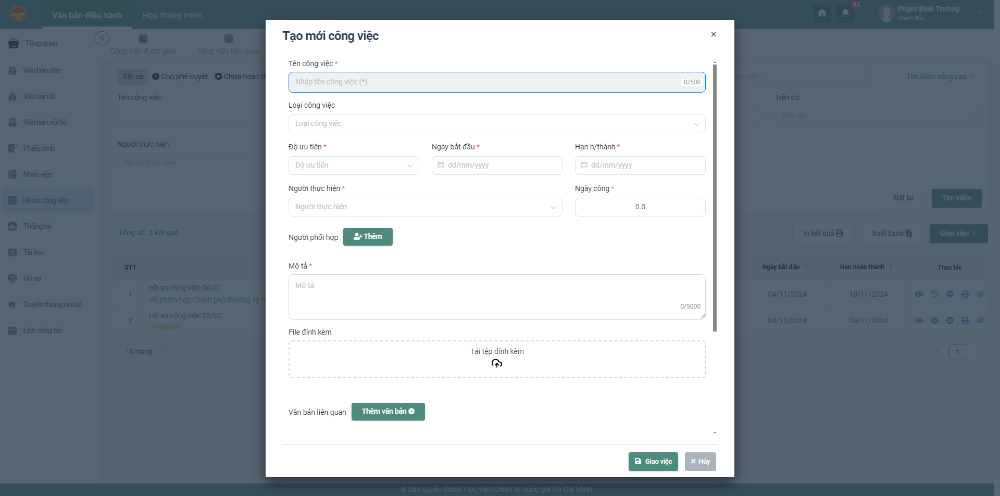 Văn bản điều hành
Họp thông minh
93
Phạm Đình Trường
Giám đốc
Tổng quan
Văn bản đến
Văn bản đi
Văn bản nội bộ
Phiếu trình
Nhắc việc
Hồ sơ công việc
Thống kê
Tài liệu
Hồ sơ
Truyền thông nội bộ
Lịch công tác
Công việc được giao
Công việc liên quan
Tất cả
Chờ phê duyệt
Chưa hoàn th
Tên công việc
Người thực hiện:
Người thực hiện
Tổng số: 2 kết quả
STT
1
Hồ sơ công việc 06/01
Về phiên họp Chính phủ thường kỳ th
2
Hồ sơ công việc 05/02
Trung bình
10/trang
Tạo mới công việc
Tên công việc *
Nhập tên công việc (*)
0/500
Loại công việc
Loại công việc
Độ ưu tiên *
Ngày bắt đầu *
Hạn h/thành *
Độ ưu tiên
dd/mm/yyyy
dd/mm/yyyy
Người thực hiện *
Ngày công *
Người thực hiện
0.0
Người phối hợp
Thêm
Mô tả *
Mô tả
0/5000
File đính kèm
Tải tệp đính kèm
Văn bản liên quan
Thêm văn bản
Giao việc
Hủy
kiếm ....
Tìm kiếm nâng cao
Tiến độ
Tiến độ
Đặt lại
Tìm kiếm
In kết quả
Xuất Excel
Giao việc
Ngày bắt đầu
Hạn hoàn thành
Thao tác
04/11/2024
18/11/2024
04/11/2024
09/11/2024
1
© Bản quyền thuộc Học viện Chính trị quốc gia Hồ Chí Minh.